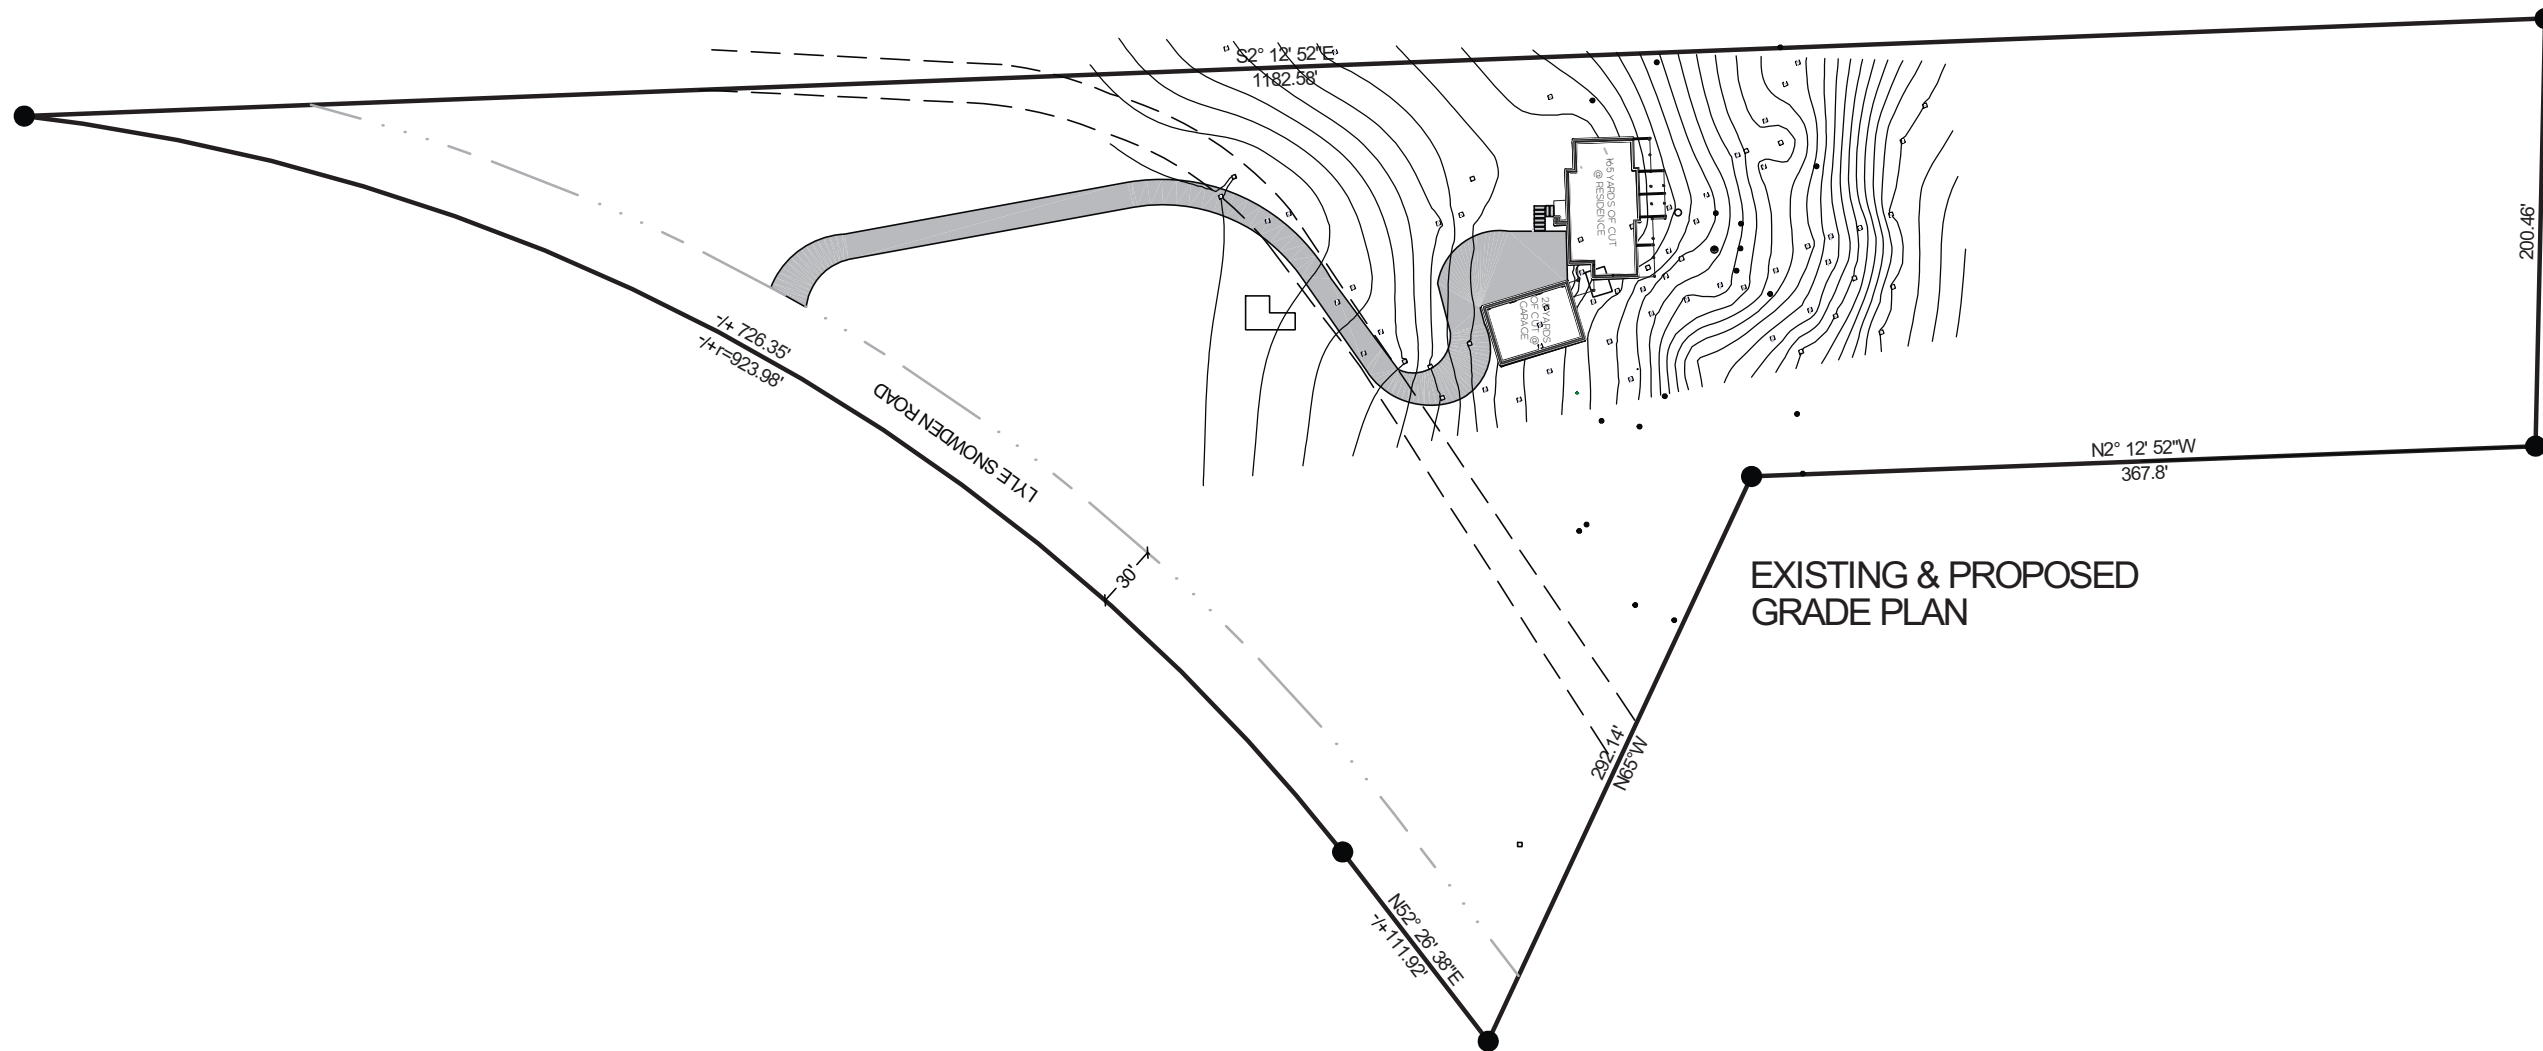 S2° 12' 52"E
1182.58'
200.46'
~ 165 YARDS OF CUT
@ RESIDENCE
YARDS
OF CUT @
GARAGE
-/+ 726.35'
-/+r=923.98'
LYLE SNOWDEN ROAD
30'
N2° 12' 52"W
367.8'
EXISTING & PROPOSED
GRADE PLAN
292.14'
N65°W
N52° 26' 38"E
-/+111.92'